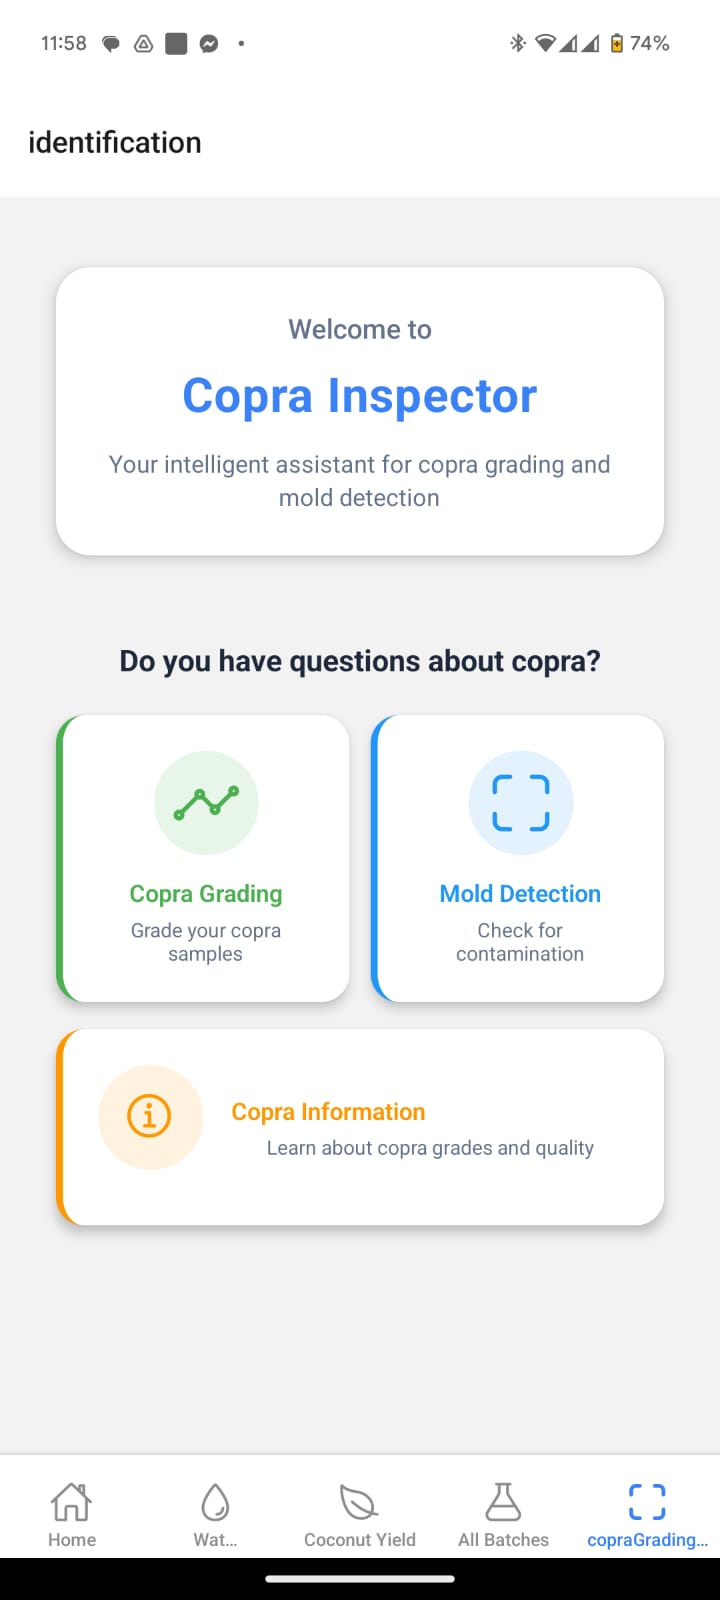 11:58
74%
identification
Welcome to
Copra Inspector
Your intelligent assistant for copra grading and
mold detection
Do you have questions about copra?
Copra Grading
Grade your copra
samples
Mold Detection
Check for
contamination
Copra Information
Learn about copra grades and quality
Home
Wat...
Coconut Yield
All Batches
copraGrading...